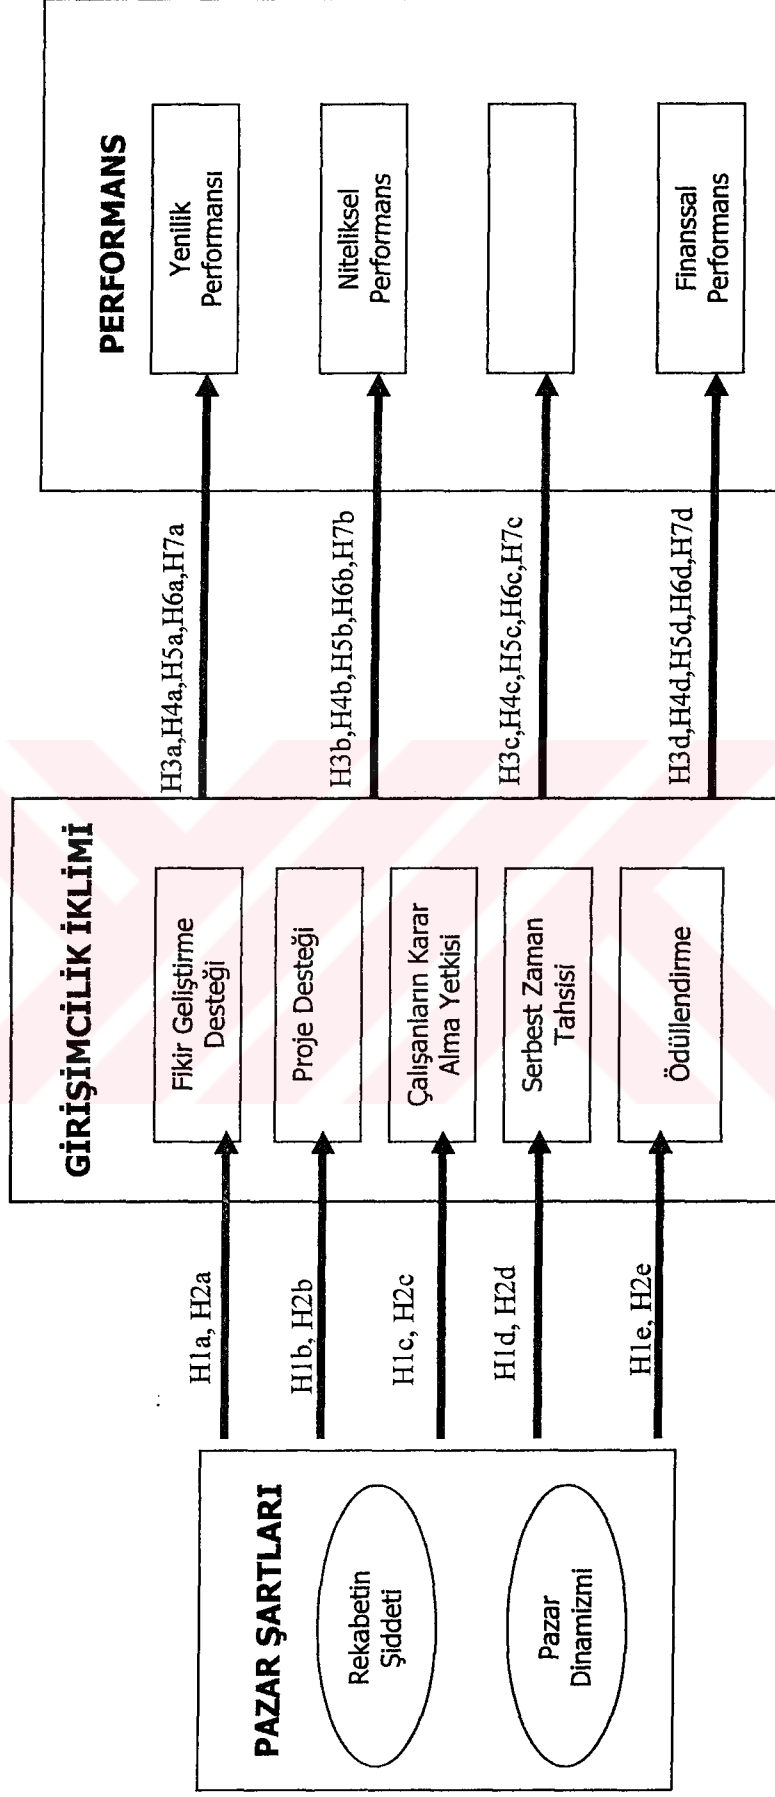 PAZAR ŞARTLARI
Rekabetin
Şiddeti
Pazar
Dinamizmi
H1a, H2a
H1b, H2b
H1c, H2c
H1d, H2d
H1e, H2e
GİRİŞİMCİLİK İKLİMİ
Fikir Geliştirme
Desteği
Proje Desteği
Çalışanların Karar
Alma Yetkisi
Serbest Zaman
Tahsisi
Ödüllendirme
H3a,H4a,H5a,H6a,H7a
H3b,H4b,H5b,H6b,H7b
H3c,H4c,H5c,H6c,H7c
H3d,H4d,H5d,H6d,H7d
PERFORMANS
Yenilik
Performansı
Niteliksel
Performans
Finanssal
Performans